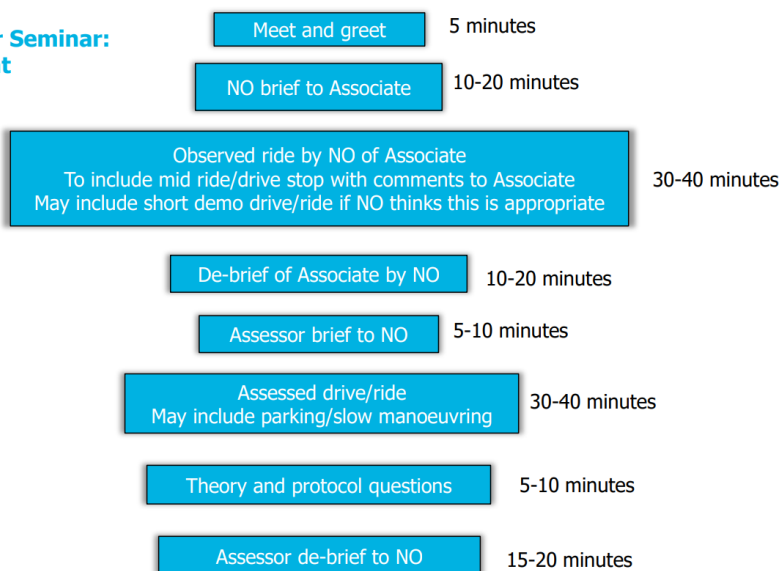 r Seminar:
t
Meet and greet
5 minutes
NO brief to Associate
10-20 minutes
Observed ride by NO of Associate
To include mid ride/drive stop with comments to Associate
May include short demo drive/ride if NO thinks this is appropriate
30-40 minutes
De-brief of Associate by NO
10-20 minutes
Assessor brief to NO
5-10 minutes
Assessed drive/ride
May include parking/slow manoeuvring
30-40 minutes
Theory and protocol questions
5-10 minutes
Assessor de-brief to NO
15-20 minutes